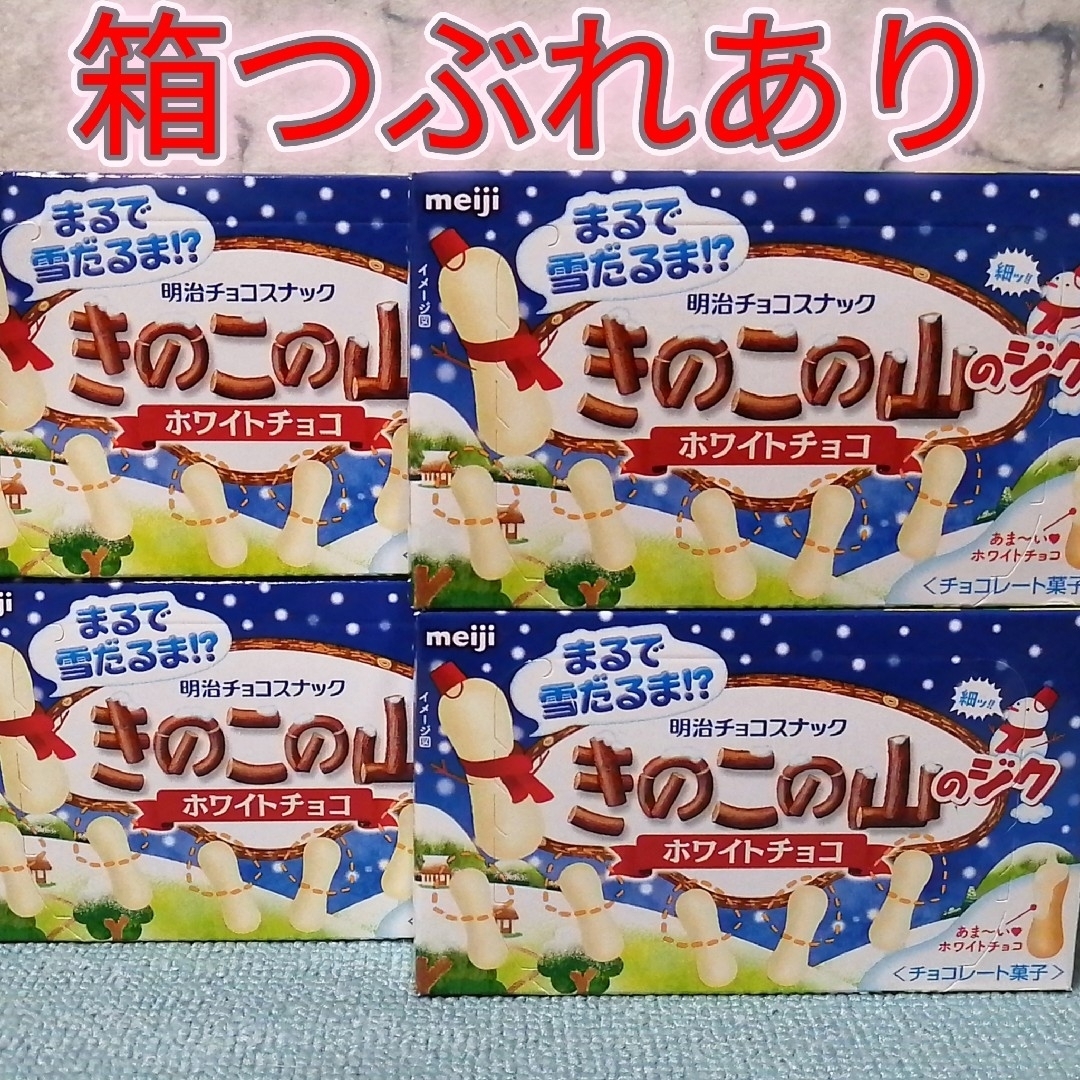 箱つぶれあり
まるで
雪だるま!?
明治チョコスナック
きのこの山
ホワイトチョコ
meiji
まるで
雪だるま!?
イメージ図
明治チョコスナック
細ッ!!
きのこの山
のジク
ホワイトチョコ
あま〜い♥
ホワイトチョコ
<チョコレート菓子
ji
まるで
雪だるま!?
明治チョコスナック
きのこの山
ホワイトチョコ
meiji
まるで
雪だるま!?
イメージ図
明治チョコスナック
細ッ!!
きのこの山
のジク
ホワイトチョコ
あま〜い♥
ホワイトチョコ
<チョコレート菓子>